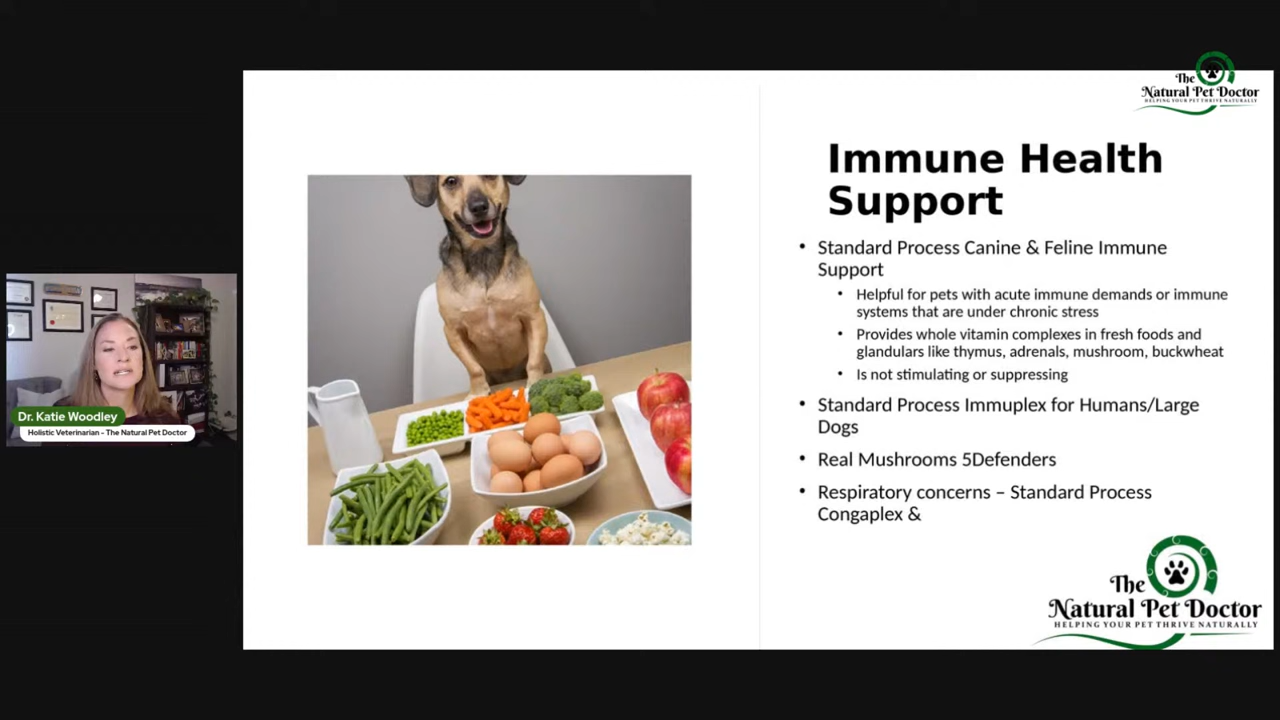 The
Natural Pet Doctor
HELPING YOUR PET THRIVE NATURALLY
Immune Health
Support
• Standard Process Canine & Feline Immune
Support
• Helpful for pets with acute immune demands or immune
systems that are under chronic stress
• Provides whole vitamin complexes in fresh foods and
glandulars like thymus, adrenals, mushroom, buckwheat
• Is not stimulating or suppressing
• Standard Process Immuplex for Humans/Large
Dogs
• Real Mushrooms 5Defenders
• Respiratory concerns – Standard Process
Congaplex &
Dr. Katie Woodley
Holistic Veterinarian - The Natural Pet Doctor
The
Natural Pet Doctor
HELPING YOUR PET THRIVE NATURALLY